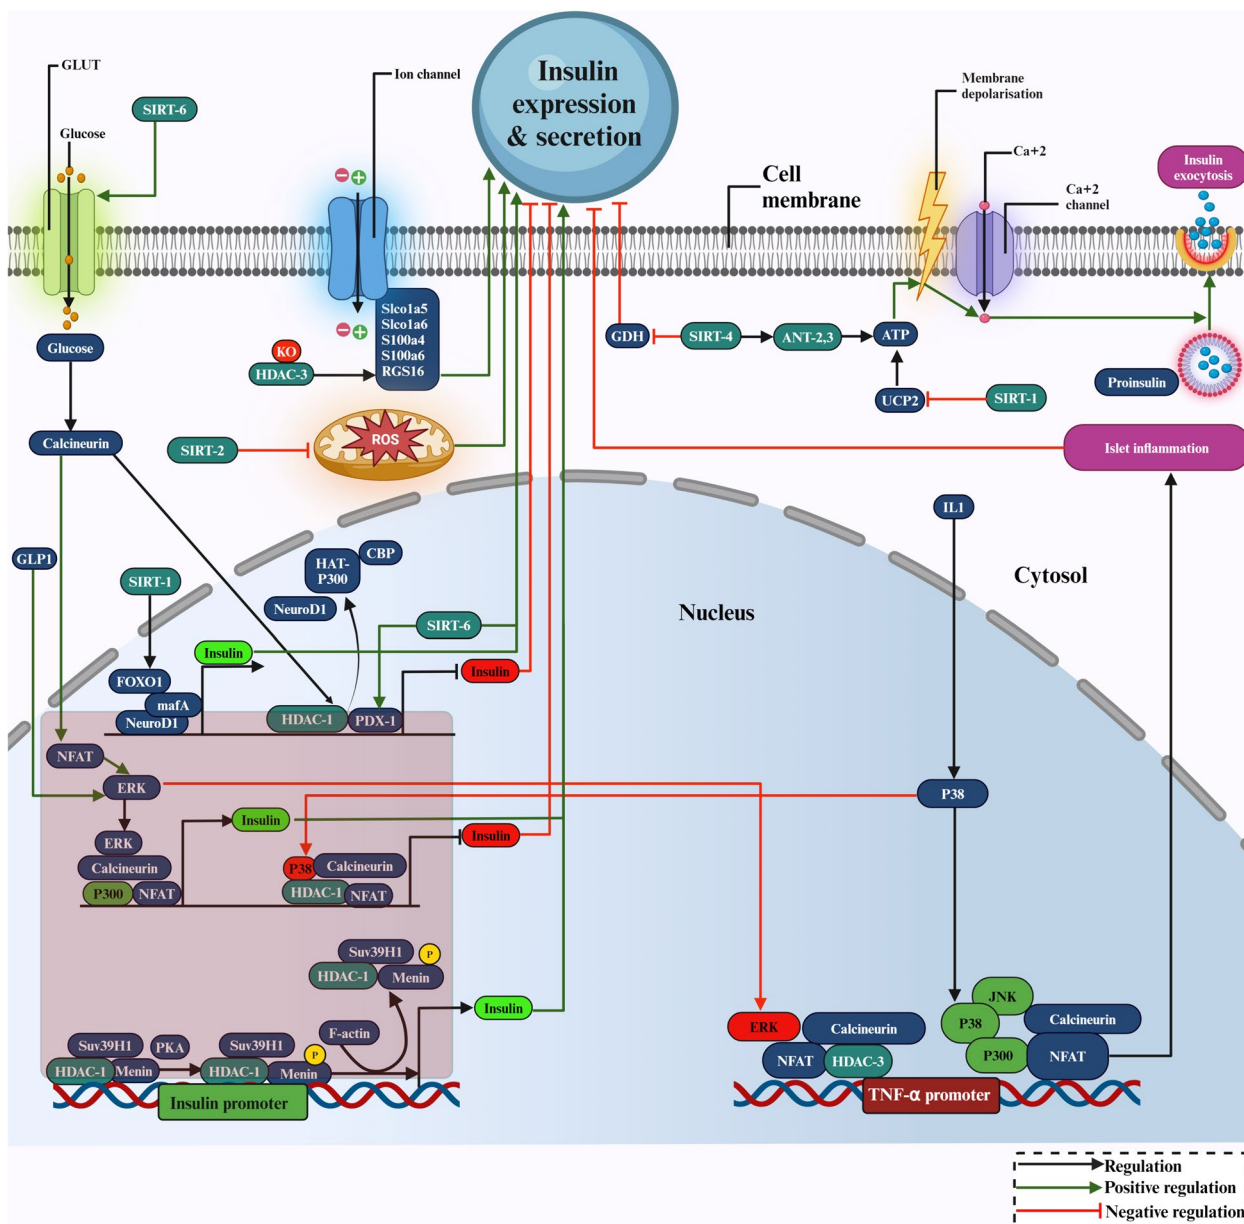 GLUT
SIRT-6
Glucose
Ion channel
Insulin
expression
& secretion
Membrane
depolarisation
Ca+2
Insulin
exocytosis
Cell
membrane
Ca+2
channel
Glucose
Slco1a5
Slco1a6
S100a4
S100a6
RGS16
KO
HDAC-3
GDH
SIRT-4
ANT-2,3
ATP
Proinsulin
UCP2
SIRT-1
Calcineurin
SIRT-2
ROS
Islet inflammation
IL1
GLP1
SIRT-1
HAT-
P300
CBP
NeuroD1
Cytosol
Nucleus
SIRT-6
Insulin
Insulin
FOXO1
mafA
NeuroD1
HDAC-1
PDX-1
NFAT
ERK
P38
Insulin
Insulin
ERK
Calcineurin
P300
NFAT
P38
Calcineurin
HDAC-1
NFAT
Suv39H1
P
HDAC-1
Menin
Insulin
F-actin
Suv39H1
PKA
Suv39H1
P
HDAC-1
Menin
HDAC-1
Menin
Insulin promoter
ERK
Calcineurin
NFAT
HDAC-3
TNF-α promoter
JNK
P38
Calcineurin
P300
NFAT
Regulation
Positive regulation
Negative regulation